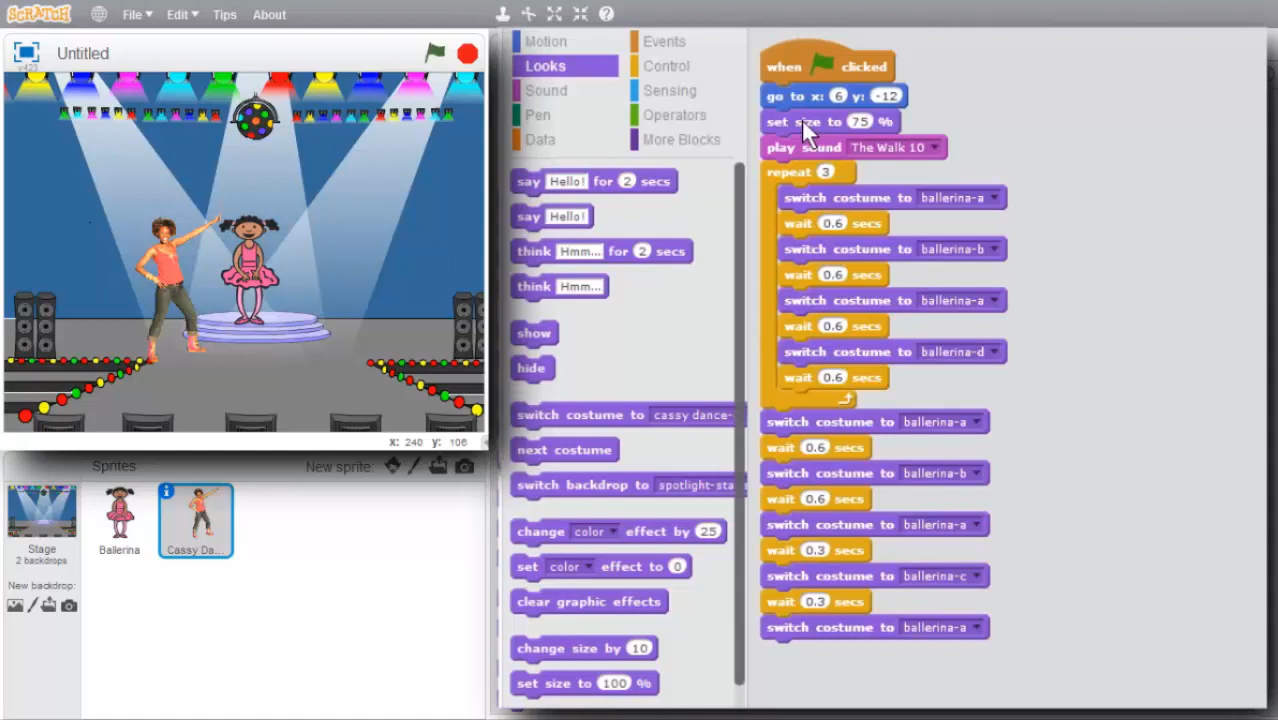 SCRATCH File Edit Tips About
Untitled
v423
x: 240 y: 106
Sprites New sprite:
Stage
2 backdrops
Ballerina
Cassy Da...
New backdrop:
Motion Events
Looks Control
Sound Sensing
Pen Operators
Data More Blocks
say Hello! for 2 secs
say Hello!
think Hmm... for 2 secs
think Hmm...
show
hide
switch costume to cassy dance-
next costume
switch backdrop to spotlight-sta
change color effect by 25
set color effect to 0
clear graphic effects
change size by 10
set size to 100 %
when clicked
go to x: 6 y: -12
set size to 75 %
play sound The Walk 10
repeat 3
switch costume to ballerina-a
wait 0.6 secs
switch costume to ballerina-b
wait 0.6 secs
switch costume to ballerina-a
wait 0.6 secs
switch costume to ballerina-d
wait 0.6 secs
switch costume to ballerina-a
wait 0.6 secs
switch costume to ballerina-b
wait 0.6 secs
switch costume to ballerina-a
wait 0.3 secs
switch costume to ballerina-c
wait 0.3 secs
switch costume to ballerina-a